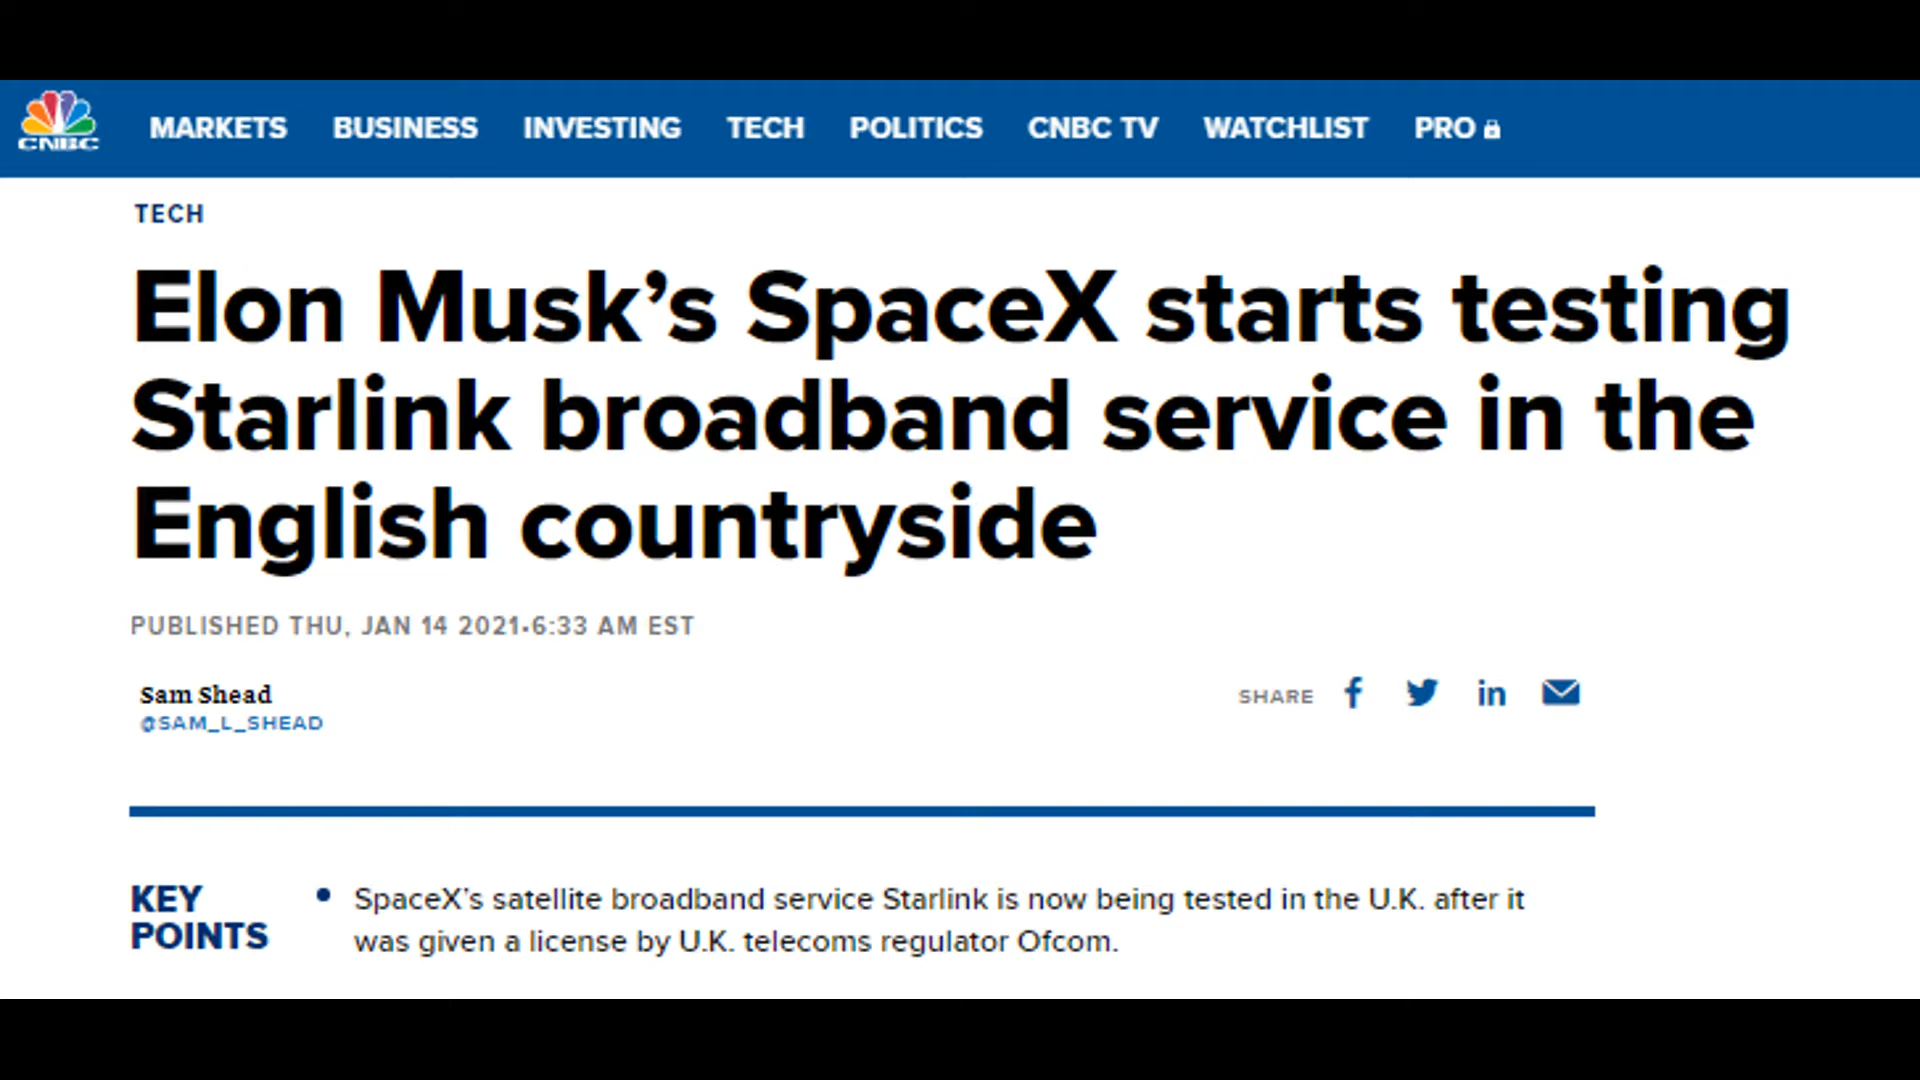 CNBC
MARKETS BUSINESS INVESTING TECH POLITICS CNBC TV WATCHLIST PRO
TECH
Elon Musk’s SpaceX starts testing
Starlink broadband service in the
English countryside
PUBLISHED THU, JAN 14 2021•6:33 AM EST
Sam Shead
@SAM_L_SHEAD
SHARE f in
KEY
POINTS
• SpaceX’s satellite broadband service Starlink is now being tested in the U.K. after it
was given a license by U.K. telecoms regulator Ofcom.